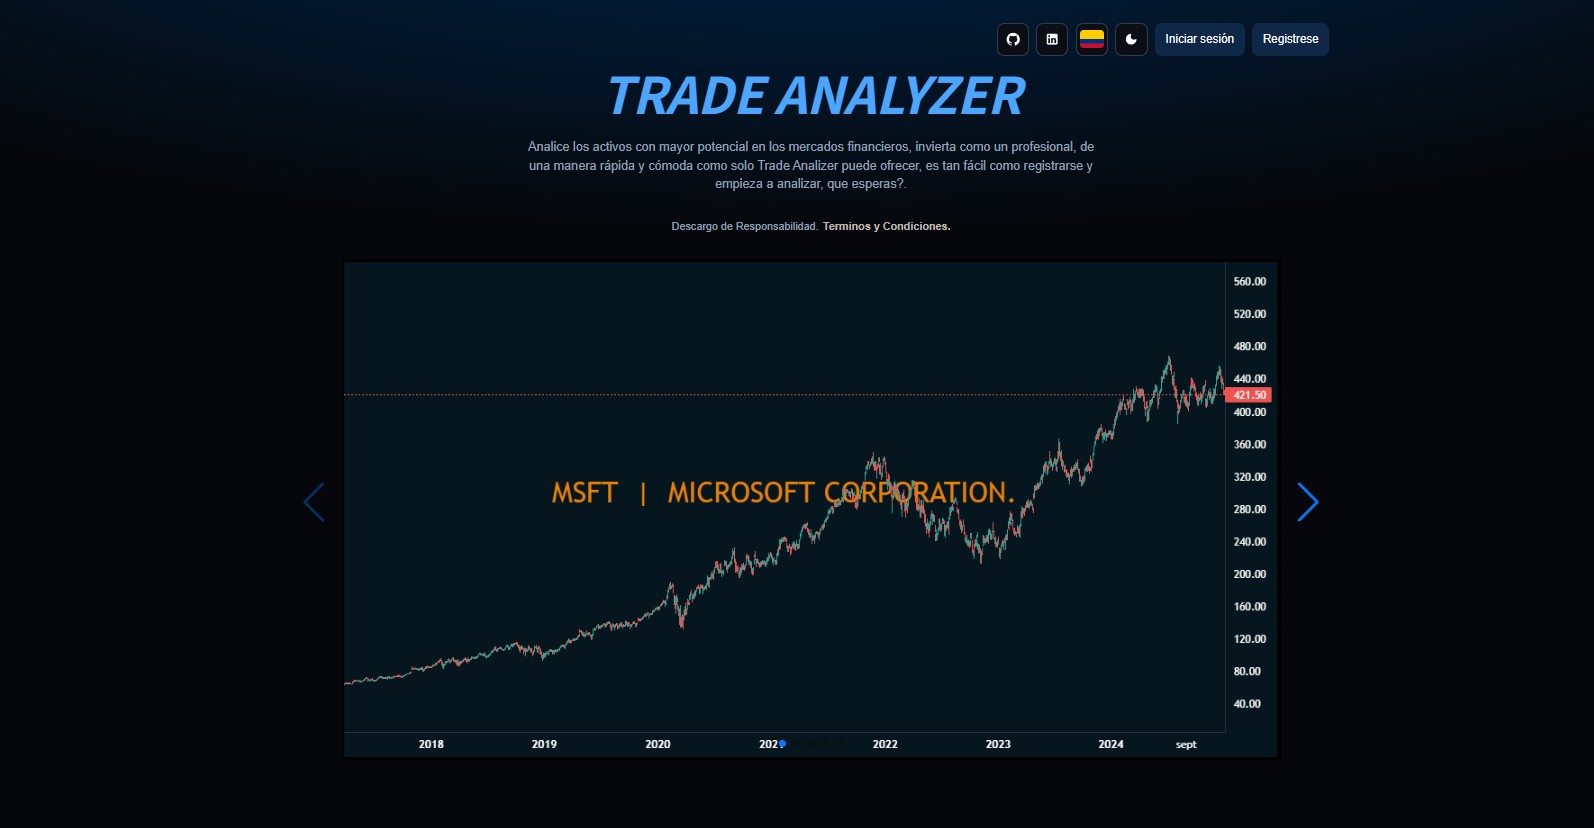 Iniciar sesión
Registrese
TRADE ANALYZER
Analice los activos con mayor potencial en los mercados financieros, invierta como un profesional, de
una manera rápida y cómoda como solo Trade Analizer puede ofrecer, es tan fácil como registrarse y
empieza a analizar, que esperas?.
Descargo de Responsabilidad. Terminos y Condiciones.
560.00
520.00
480.00
440.00
421.50
400.00
360.00
320.00
MSFT | MICROSOFT CORPORATION.
280.00
240.00
200.00
160.00
120.00
80.00
40.00
2018 2019 2020 2021 2022 2023 2024 sept